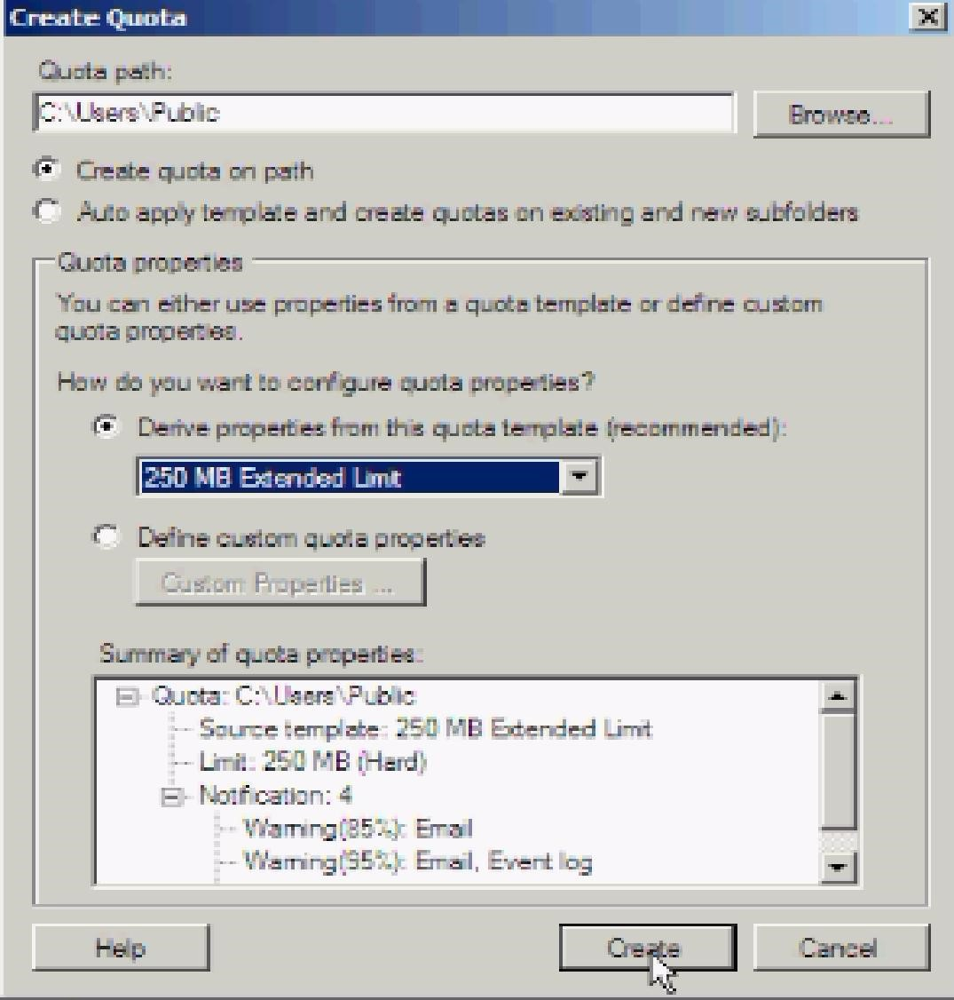 Create Quota
Quota path:
C:\Users\Public
Browse...
Create quota on path
Auto apply template and create quotas on existing and new subfolders
Quota properties
You can either use properties from a quota template or define custom
quota properties.
How do you want to configure quota properties?
Derive properties from this quota template (recommended):
250 MB Extended Limit
Define custom quota properties
Custom Properties ...
Summary of quota properties:
Quota: C:\Users\Public
Source template: 250 MB Extended Limit
Limit: 250 MB (Hard)
Notification: 4
Warning(85%): Email
Warning(95%): Email, Event log
Help
Create
Cancel